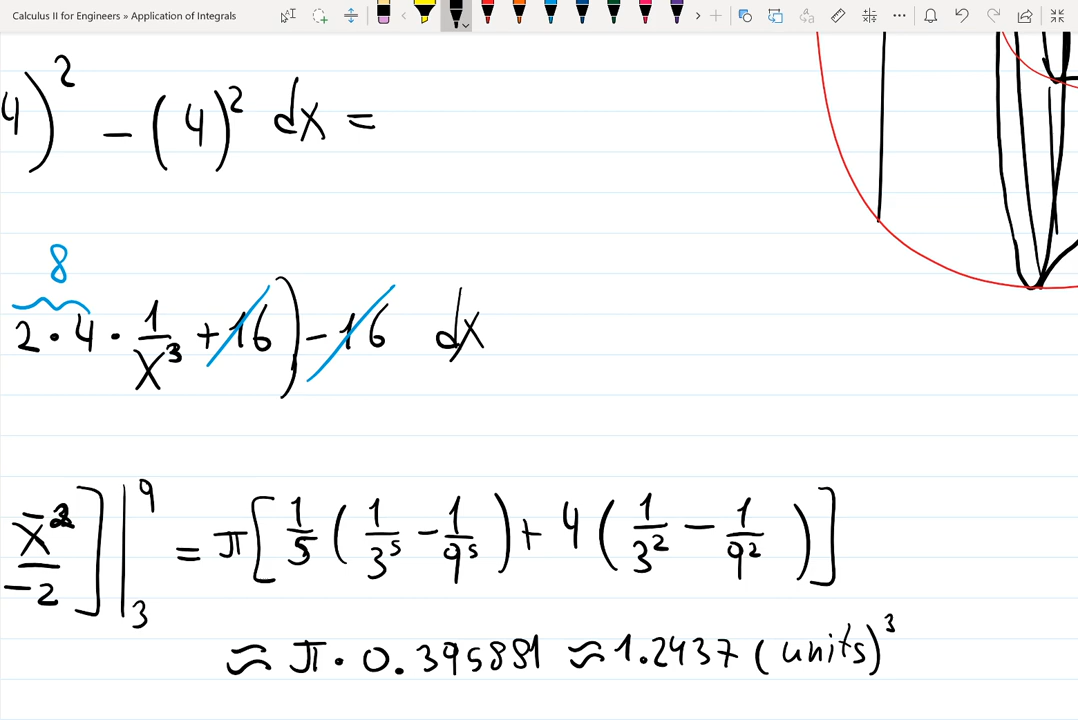 Calculus II for Engineers » Application of Integrals
4)² − (4)² dx =
8
2 · 4 · 1/x³ + 16) − 16 dx
x⁻²/−2]|₃⁹ = π[1/5 (1/3⁵ − 1/9⁵) + 4 (1/3² − 1/9²)]
≈ π · 0.395881 ≈ 1.2437 (units)³